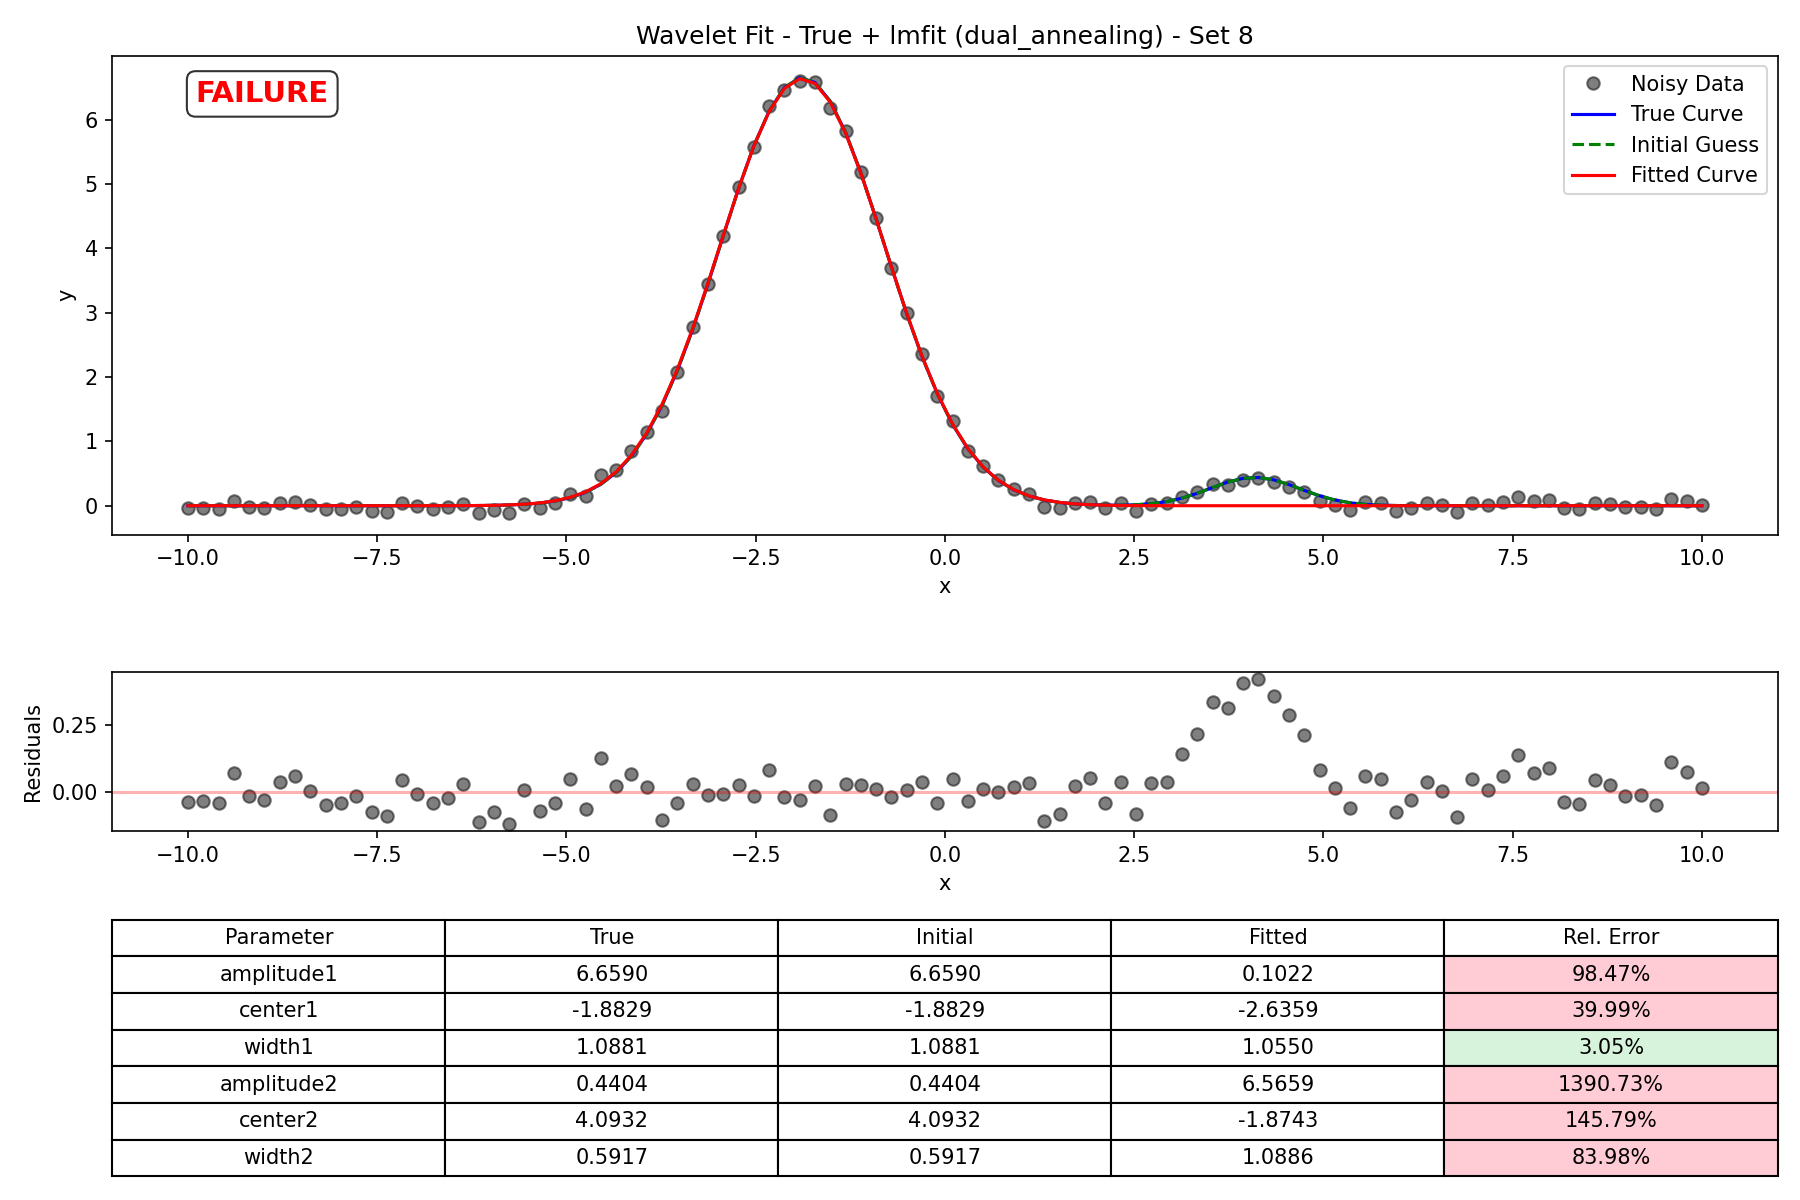 Wavelet Fit - True + lmfit (dual_annealing) - Set 8
FAILURE
Noisy Data
True Curve
Initial Guess
Fitted Curve
6
5
4
3
2
1
0
y
−10.0 −7.5 −5.0 −2.5 0.0 2.5 5.0 7.5 10.0
x
0.25
0.00
Residuals
−10.0 −7.5 −5.0 −2.5 0.0 2.5 5.0 7.5 10.0
x
Parameter True Initial Fitted Rel. Error
amplitude1 6.6590 6.6590 0.1022 98.47%
center1 -1.8829 -1.8829 -2.6359 39.99%
width1 1.0881 1.0881 1.0550 3.05%
amplitude2 0.4404 0.4404 6.5659 1390.73%
center2 4.0932 4.0932 -1.8743 145.79%
width2 0.5917 0.5917 1.0886 83.98%